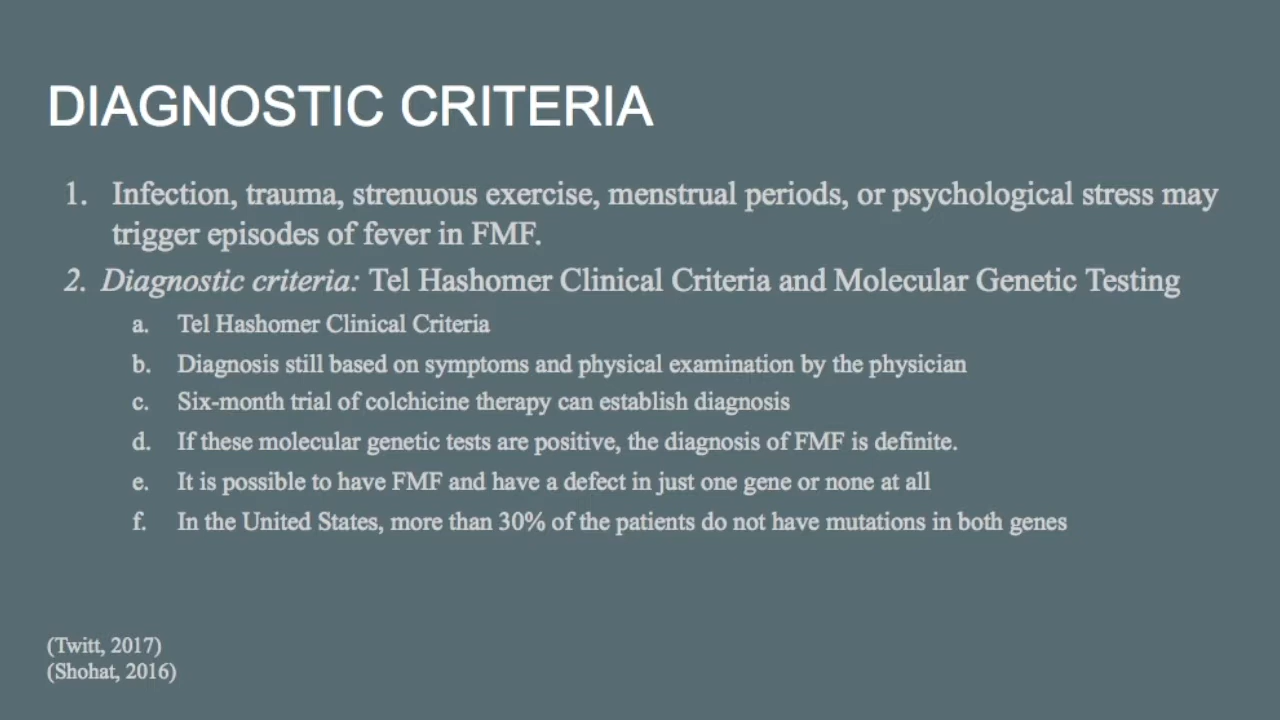 DIAGNOSTIC CRITERIA
1. Infection, trauma, strenuous exercise, menstrual periods, or psychological stress may
trigger episodes of fever in FMF.
2. Diagnostic criteria: Tel Hashomer Clinical Criteria and Molecular Genetic Testing
a. Tel Hashomer Clinical Criteria
b. Diagnosis still based on symptoms and physical examination by the physician
c. Six-month trial of colchicine therapy can establish diagnosis
d. If these molecular genetic tests are positive, the diagnosis of FMF is definite.
e. It is possible to have FMF and have a defect in just one gene or none at all
f. In the United States, more than 30% of the patients do not have mutations in both genes
(Twitt, 2017)
(Shohat, 2016)